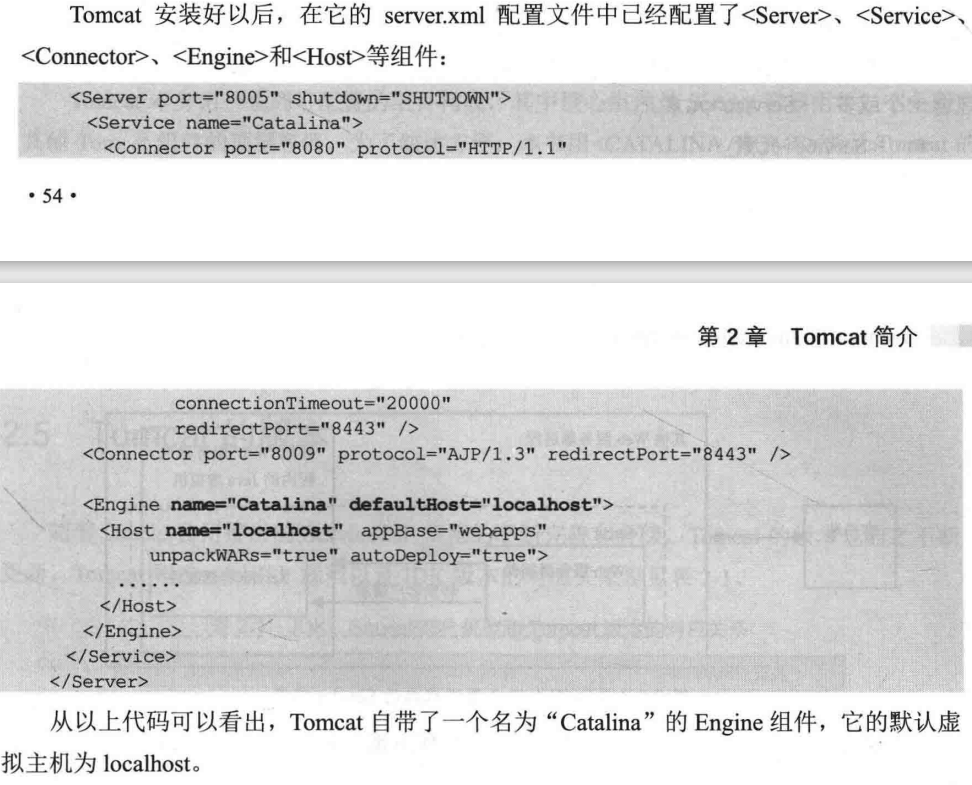 Tomcat 安装好以后，在它的 server.xml 配置文件中已经配置了<Server>、<Service>、
<Connector>、<Engine>和<Host>等组件：
<Server port="8005" shutdown="SHUTDOWN">
<Service name="Catalina">
<Connector port="8080" protocol="HTTP/1.1"
• 54 •
第 2 章 Tomcat 简介
connectionTimeout="20000"
redirectPort="8443" />
<Connector port="8009" protocol="AJP/1.3" redirectPort="8443" />
<Engine name="Catalina" defaultHost="localhost">
<Host name="localhost" appBase="webapps"
unpackWARs="true" autoDeploy="true">
......
</Host>
</Engine>
</Service>
</Server>
从以上代码可以看出，Tomcat 自带了一个名为“Catalina”的 Engine 组件，它的默认虚
拟主机为 localhost。